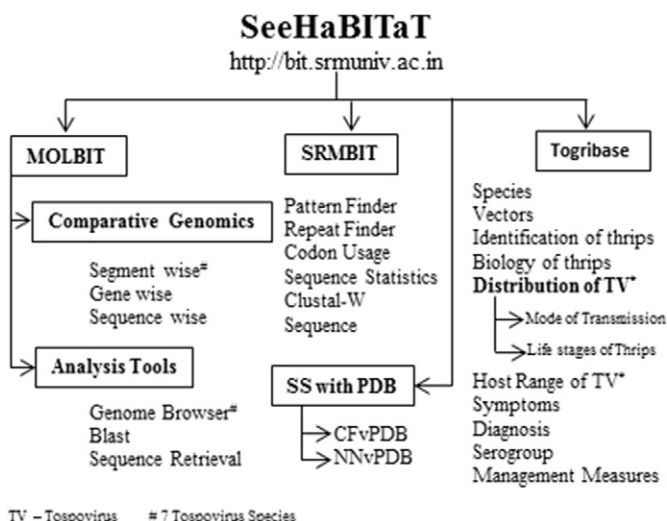 SeeHaBITaT
http://bit.srmuniv.ac.in
MOLBIT
Comparative Genomics
Segment wise#
Gene wise
Sequence wise
Analysis Tools
Genome Browser#
Blast
Sequence Retrieval
SRMBIT
Pattern Finder
Repeat Finder
Codon Usage
Sequence Statistics
Clustal-W
Sequence
SS with PDB
CFvPDB
NNvPDB
Togribase
Species
Vectors
Identification of thrips
Biology of thrips
Distribution of TV*
Mode of Transmission
Life stages of Thrips
Host Range of TV*
Symptoms
Diagnosis
Serogroup
Management Measures
TV – Tospovirus # 7 Tospovirus Species